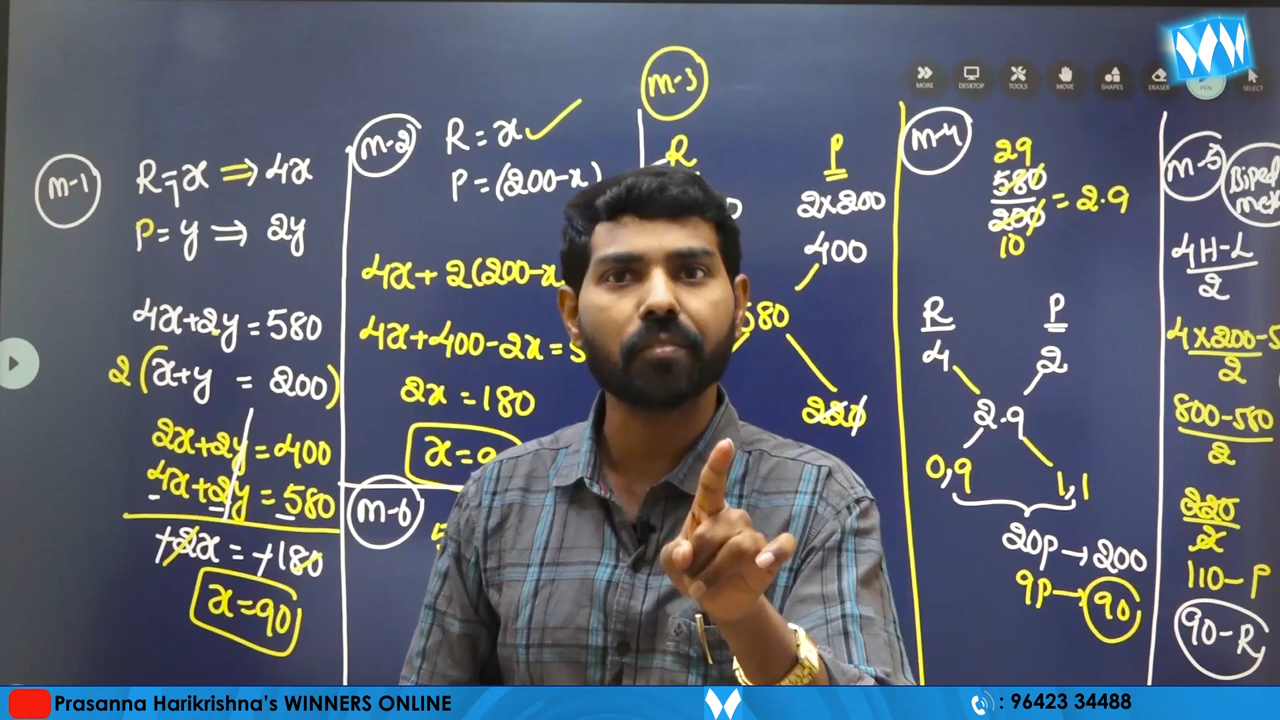 m-1
R=x ⇒ 4x
P=y ⇒ 2y
4x+2y=580
2(x+y = 200)
2x+2y=400
4x+2y=580
+2x=+180
x=90
m-2
R=x✓
P=(200-x)
4x+2(200-x
4x+400-2x=5
2x=180
m-6
m-3
R P
2x200
400
580
220
m-4
29
580
200
=2.9
10
R P
4 2
2.9
0,9 1,1
20P→200
9P→90
m-5
4H-L
2
4x200-5
2
800-580
2
220
2
110-P
90-R
MORE DESKTOP TOOLS MOVE SHAPES ERASER PEN SELECT
W
Prasanna Harikrishna's WINNERS ONLINE
: 96423 34488